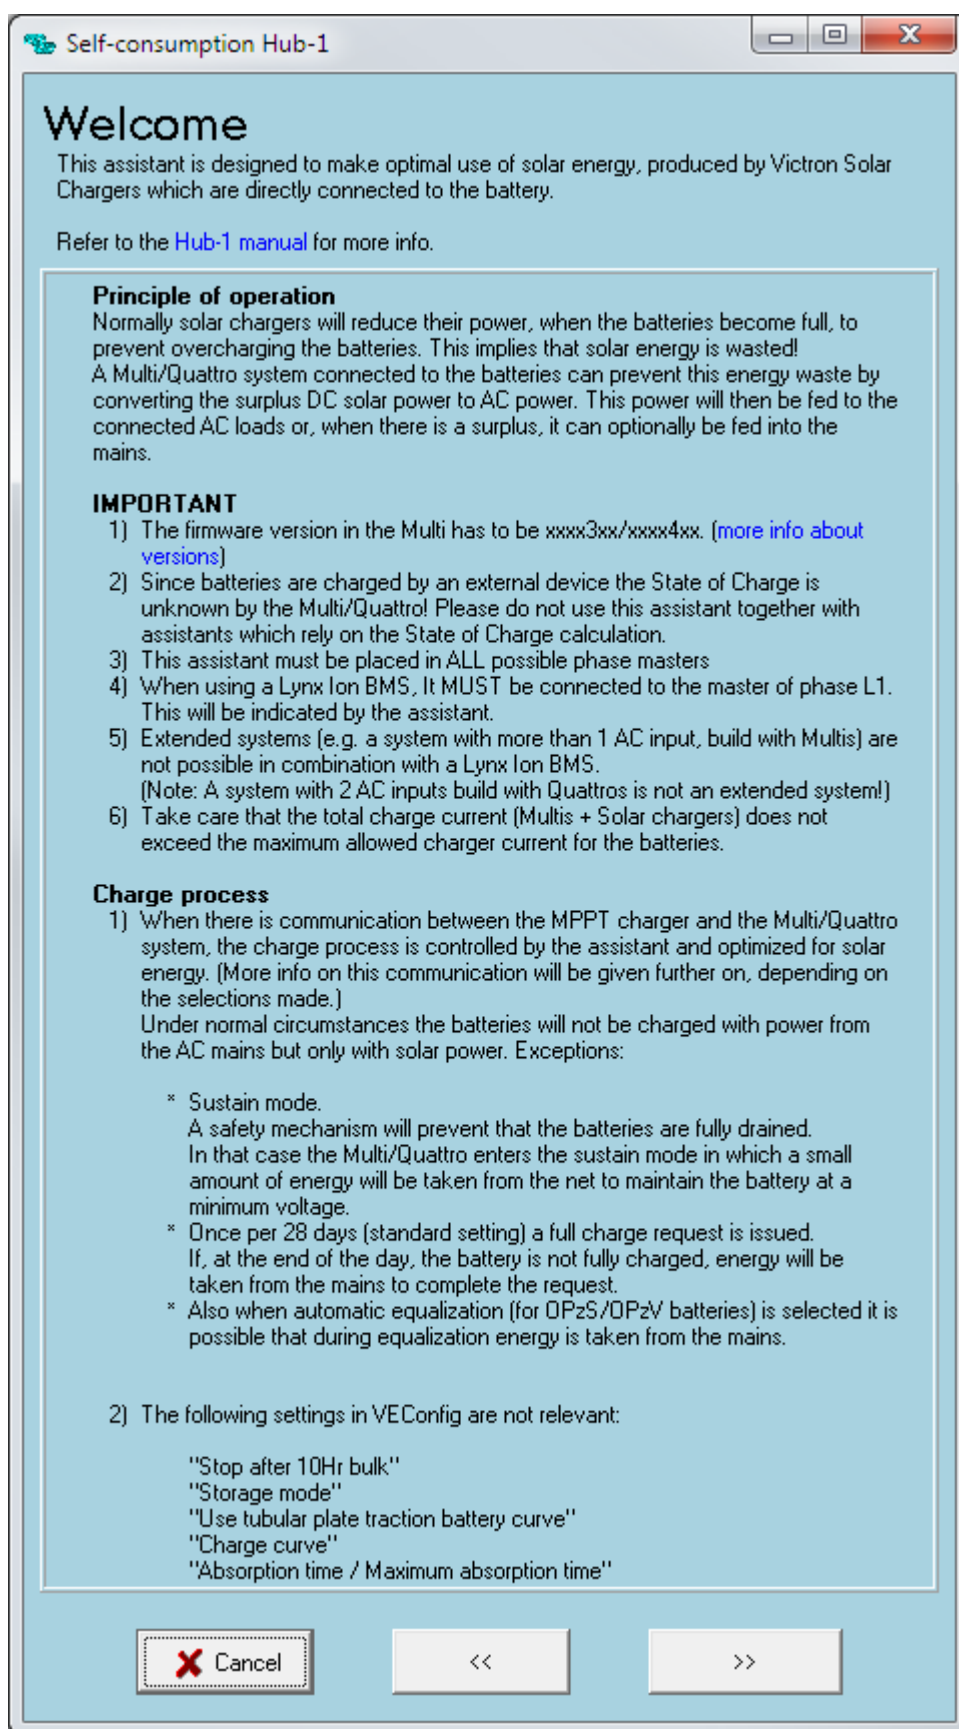 Self-consumption Hub-1
Welcome
This assistant is designed to make optimal use of solar energy, produced by Victron Solar
Chargers which are directly connected to the battery.
Refer to the Hub-1 manual for more info.
Principle of operation
Normally solar chargers will reduce their power, when the batteries become full, to
prevent overcharging the batteries. This implies that solar energy is wasted!
A Multi/Quattro system connected to the batteries can prevent this energy waste by
converting the surplus DC solar power to AC power. This power will then be fed to the
connected AC loads or, when there is a surplus, it can optionally be fed into the
mains.
IMPORTANT
1) The firmware version in the Multi has to be xxxx3xx/xxxx4xx. (more info about
versions)
2) Since batteries are charged by an external device the State of Charge is
unknown by the Multi/Quattro! Please do not use this assistant together with
assistants which rely on the State of Charge calculation.
3) This assistant must be placed in ALL possible phase masters
4) When using a Lynx Ion BMS, It MUST be connected to the master of phase L1.
This will be indicated by the assistant.
5) Extended systems (e.g. a system with more than 1 AC input, build with Multis) are
not possible in combination with a Lynx Ion BMS.
(Note: A system with 2 AC inputs build with Quattros is not an extended system!)
6) Take care that the total charge current (Multis + Solar chargers) does not
exceed the maximum allowed charger current for the batteries.
Charge process
1) When there is communication between the MPPT charger and the Multi/Quattro
system, the charge process is controlled by the assistant and optimized for solar
energy. (More info on this communication will be given further on, depending on
the selections made.)
Under normal circumstances the batteries will not be charged with power from
the AC mains but only with solar power. Exceptions:
* Sustain mode.
A safety mechanism will prevent that the batteries are fully drained.
In that case the Multi/Quattro enters the sustain mode in which a small
amount of energy will be taken from the net to maintain the battery at a
minimum voltage.
* Once per 28 days (standard setting) a full charge request is issued.
If, at the end of the day, the battery is not fully charged, energy will be
taken from the mains to complete the request.
* Also when automatic equalization (for OPzS/OPzV batteries) is selected it is
possible that during equalization energy is taken from the mains.
2) The following settings in VEConfig are not relevant:
"Stop after 10Hr bulk"
"Storage mode"
"Use tubular plate traction battery curve"
"Charge curve"
"Absorption time / Maximum absorption time"
Cancel << >>